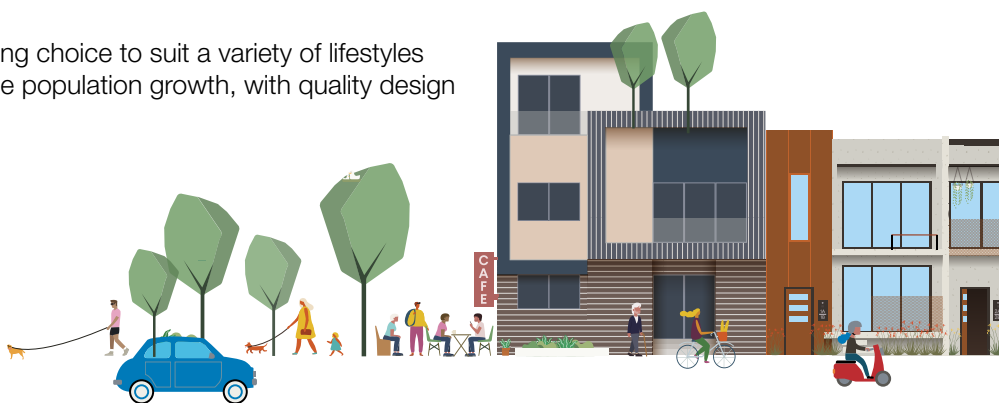 ng choice to suit a variety of lifestyles
e population growth, with quality design
CAFE